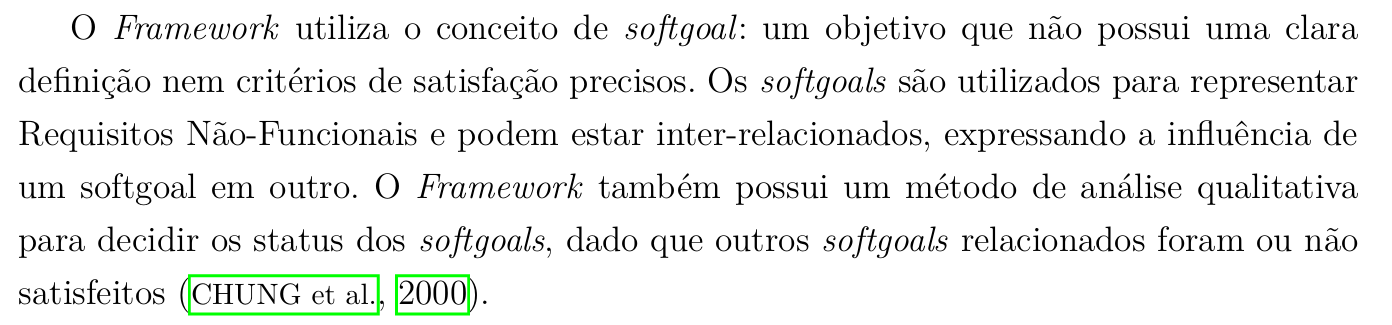 O Framework utiliza o conceito de softgoal: um objetivo que não possui uma clara
definição nem critérios de satisfação precisos. Os softgoals são utilizados para representar
Requisitos Não-Funcionais e podem estar inter-relacionados, expressando a influência de
um softgoal em outro. O Framework também possui um método de análise qualitativa
para decidir os status dos softgoals, dado que outros softgoals relacionados foram ou não
satisfeitos (CHUNG et al., 2000).